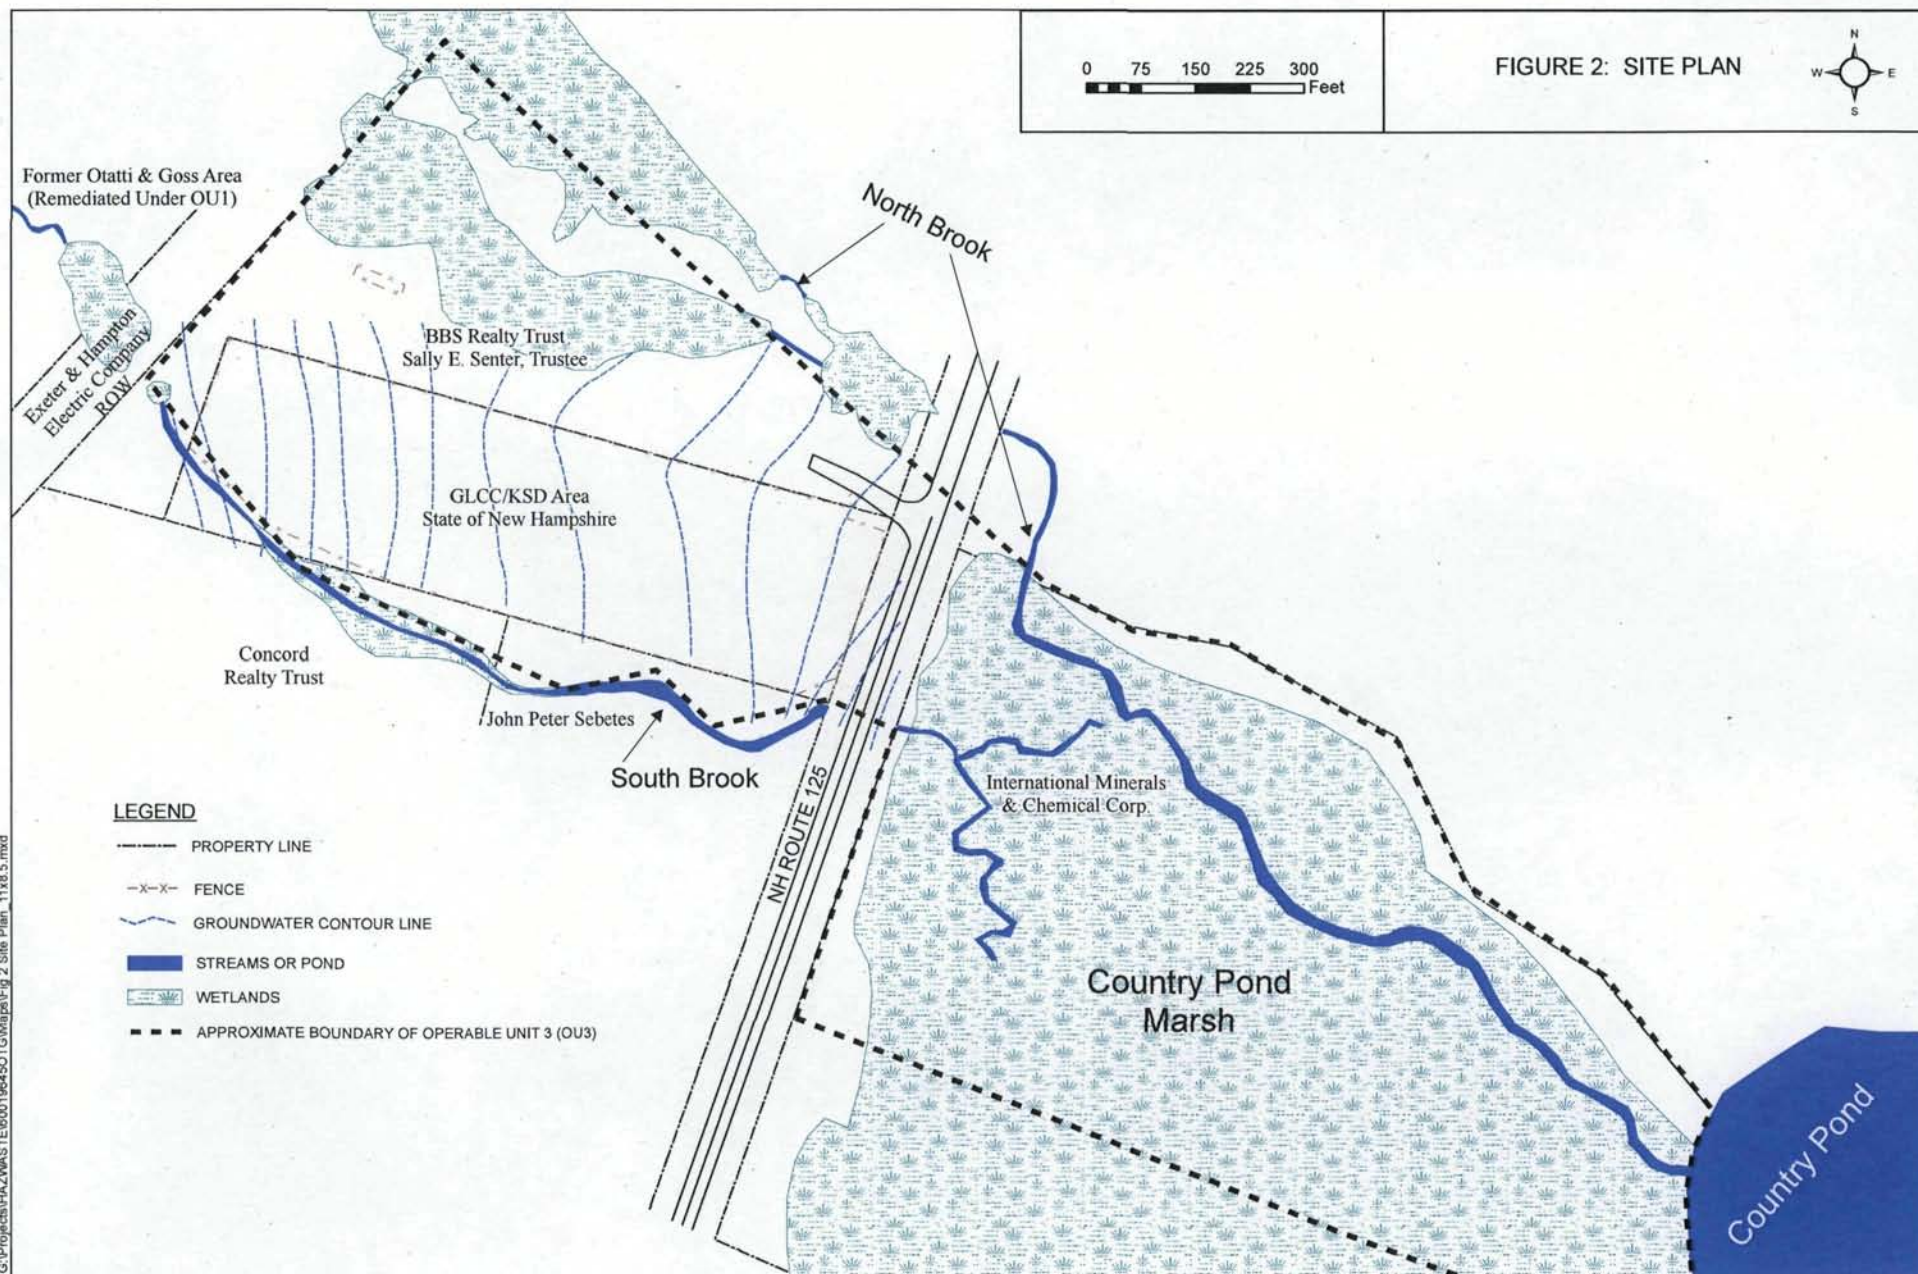 0 75 150 225 300
Feet
FIGURE 2: SITE PLAN
N
W E
S
Former Otatti & Goss Area
(Remediated Under OU1)
North Brook
Exeter & Hampton
Electric Company
ROW
BBS Realty Trust
Sally E. Senter, Trustee
GLCC/KSD Area
State of New Hampshire
Concord
Realty Trust
John Peter Sebetes
South Brook
NH ROUTE 125
International Minerals
& Chemical Corp.
Country Pond
Marsh
Country Pond
LEGEND
PROPERTY LINE
-x-x- FENCE
GROUNDWATER CONTOUR LINE
STREAMS OR POND
WETLANDS
APPROXIMATE BOUNDARY OF OPERABLE UNIT 3 (OU3)